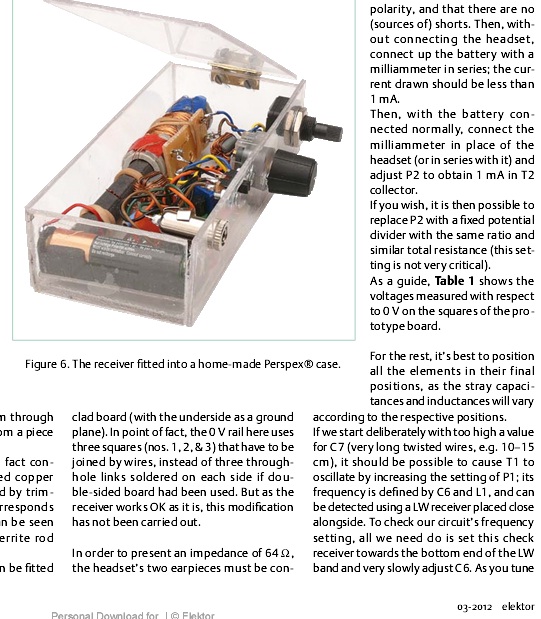 polarity, and that there are no
(sources of) shorts. Then, with-
out connecting the headset,
connect up the battery with a
milliammeter in series; the cur-
rent drawn should be less than
1 mA.
Then, with the battery con-
nected normally, connect the
milliammeter in place of the
headset (or in series with it) and
adjust P2 to obtain 1 mA in T2
collector.
If you wish, it is then possible to
replace P2 with a fixed potential
divider with the same ratio and
similar total resistance (this set-
ting is not very critical).
As a guide, Table 1 shows the
voltages measured with respect
to 0 V on the squares of the pro-
totype board.
Figure 6. The receiver fitted into a home-made Perspex® case.
m through
om a piece
fact con-
ed copper
d by trim-
rresponds
an be seen
errite rod
n be fitted
clad board (with the underside as a ground
plane). In point of fact, the 0 V rail here uses
three squares (nos. 1, 2, & 3) that have to be
joined by wires, instead of three through-
hole links soldered on each side if dou-
ble-sided board had been used. But as the
receiver works OK as it is, this modification
has not been carried out.
In order to present an impedance of 64 Ω,
the headset's two earpieces must be con-
For the rest, it's best to position
all the elements in their final
positions, as the stray capaci-
tances and inductances will vary
according to the respective positions.
If we start deliberately with too high a value
for C7 (very long twisted wires, e.g. 10–15
cm), it should be possible to cause T1 to
oscillate by increasing the setting of P1; its
frequency is defined by C6 and L1, and can
be detected using a LW receiver placed close
alongside. To check our circuit's frequency
setting, all we need do is set this check
receiver towards the bottom end of the LW
band and very slowly adjust C6. As you tune
03-2012 elektor
Personal Download for | © Elektor